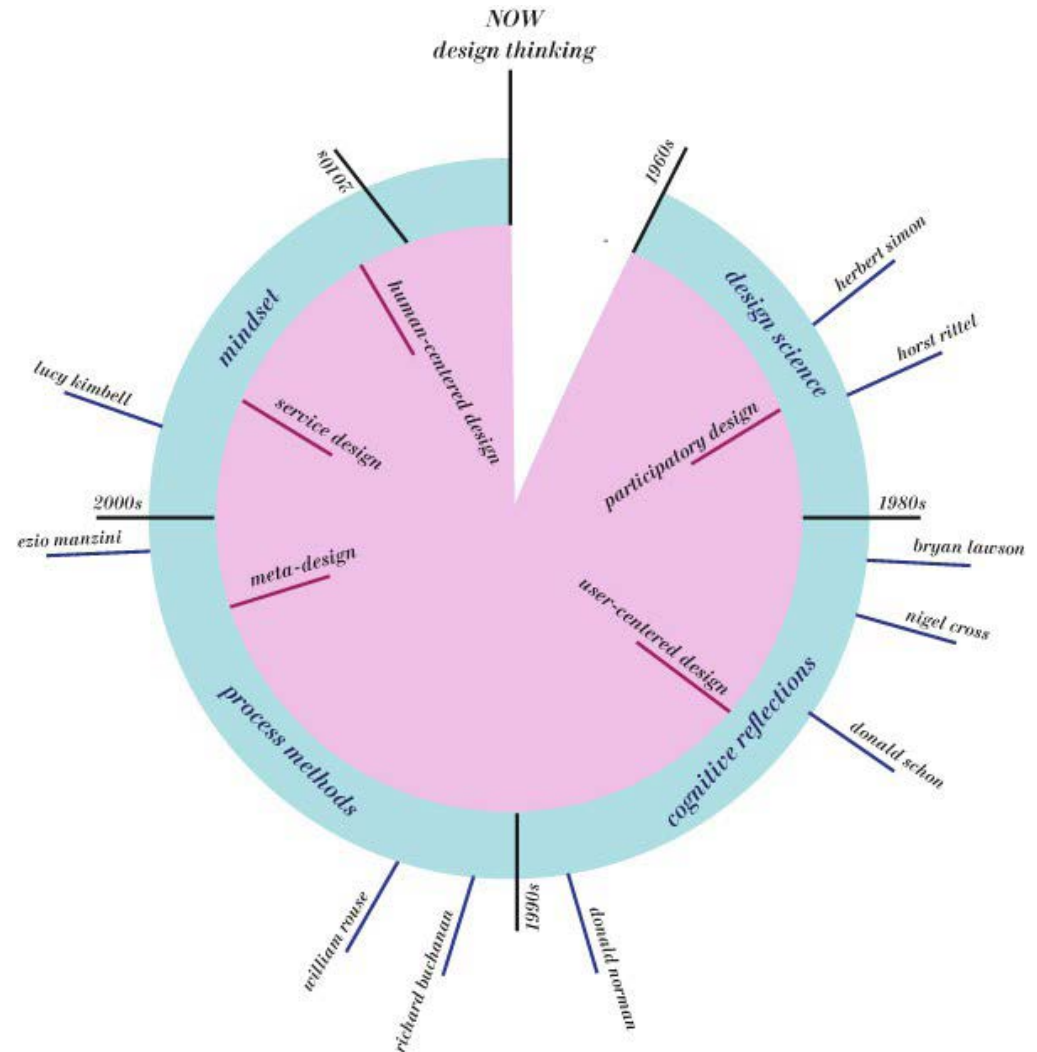 NOW
design thinking
1960s
design science
herbert simon
horst rittel
participatory design
1980s
bryan lawson
nigel cross
user-centered design
donald schon
cognitive reflections
donald norman
1990s
richard buchanan
william rouse
process methods
meta-design
ezio manzini
2000s
lucy kimbell
service design
mindset
human-centered design
2010s